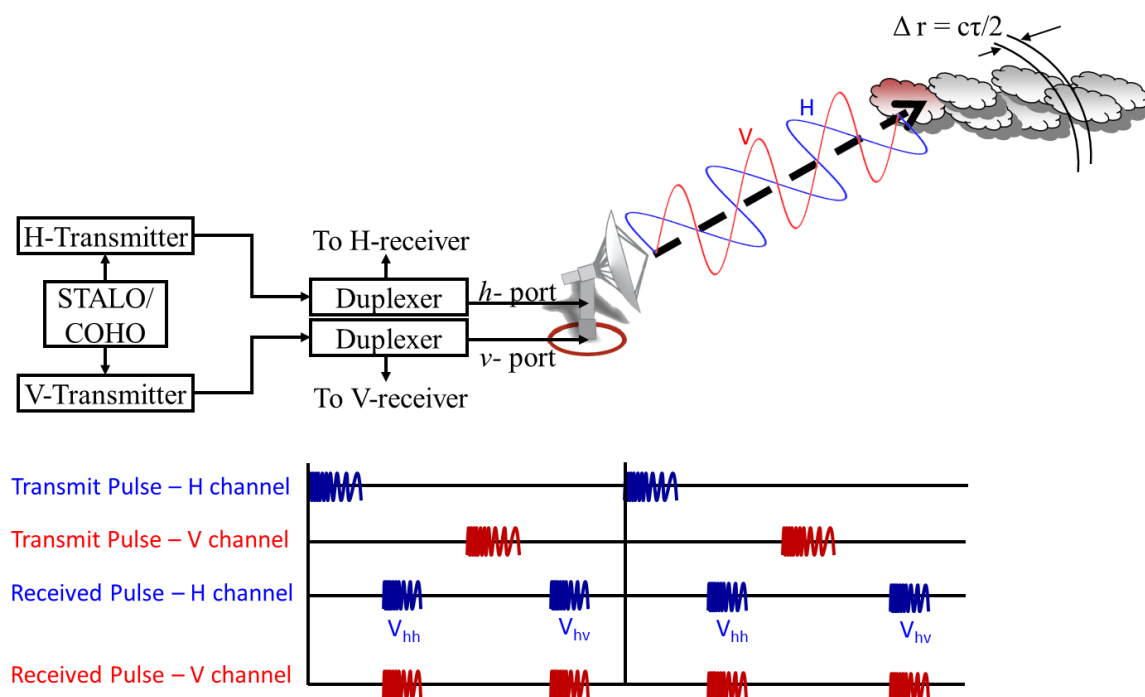 Δ r = cτ/2
H
V
H-Transmitter
To H-receiver
STALO/
COHO
Duplexer
h- port
Duplexer
v- port
V-Transmitter
To V-receiver
Transmit Pulse – H channel
Transmit Pulse – V channel
Received Pulse – H channel
Vhh
Vhv
Vhh
Vhv
Received Pulse – V channel